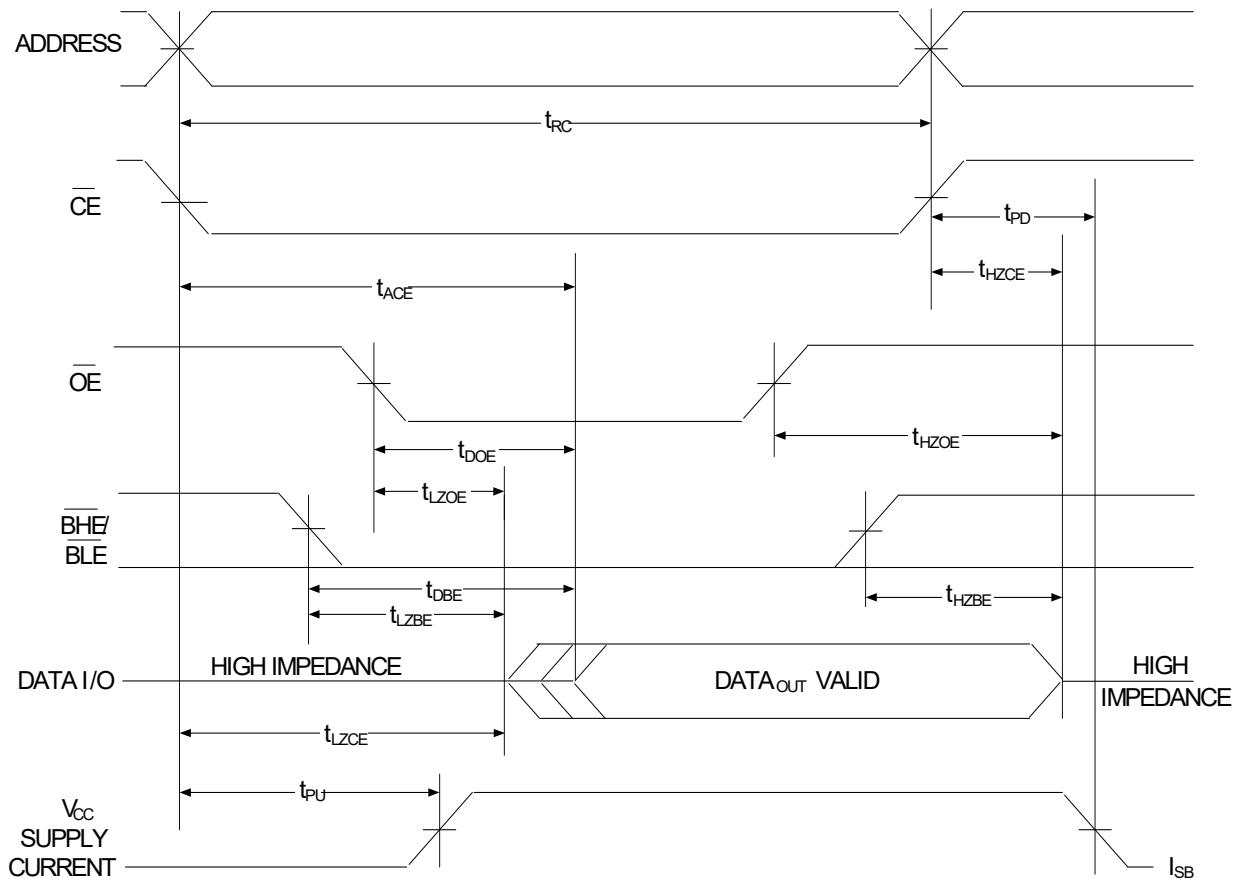 ADDRESS
tRC
CE
tPD
tHZCE
tACE
OE
tHZOE
tDOE
tLZOE
BHE/
BLE
tDBE
tHZBE
tLZBE
HIGH IMPEDANCE
DATA I/O
DATAOUT VALID
HIGH
IMPEDANCE
tLZCE
tPU
VCC
SUPPLY
CURRENT
ISB